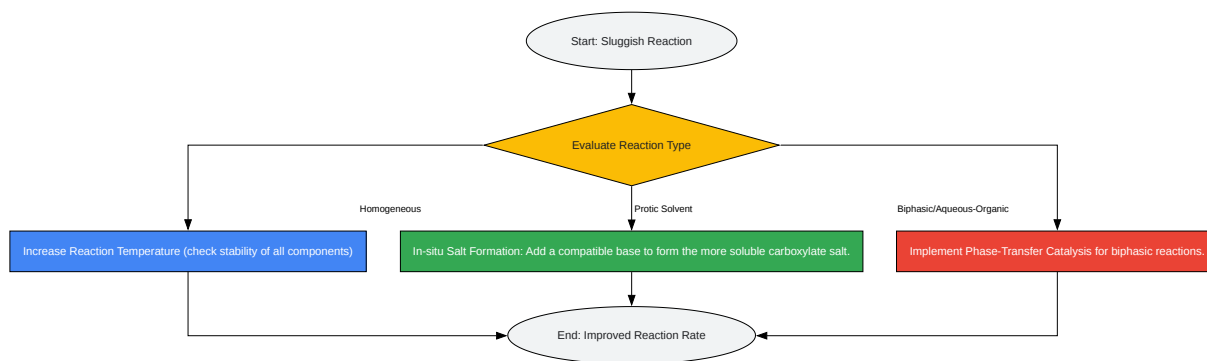 Start: Sluggish Reaction
Evaluate Reaction Type
Homogeneous
Protic Solvent
Biphasic/Aqueous-Organic
Increase Reaction Temperature (check stability of all components)
In-situ Salt Formation: Add a compatible base to form the more soluble carboxylate salt.
Implement Phase-Transfer Catalysis for biphasic reactions.
End: Improved Reaction Rate